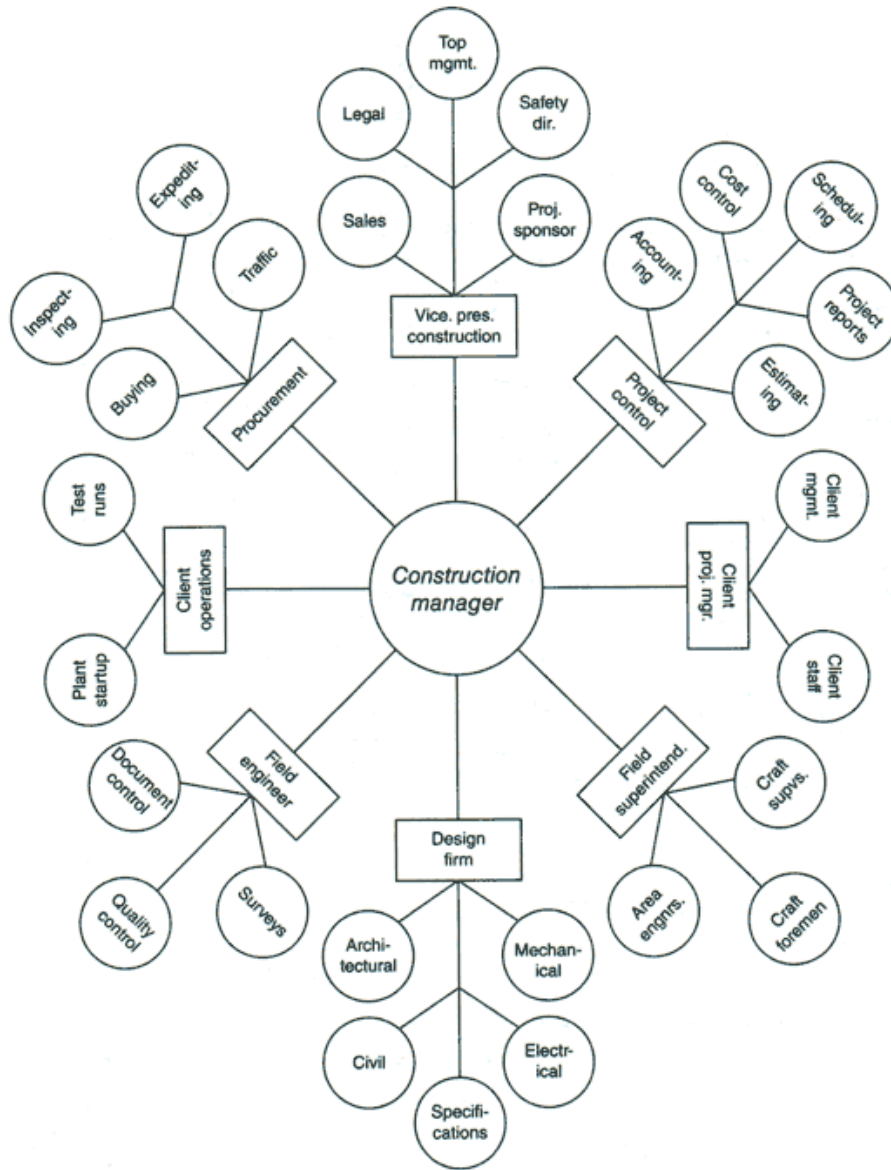 Top
mgmt.
Legal
Safety
dir.
Sales
Proj.
sponsor
Vice. pres.
construction
Expedit-
ing
Traffic
Inspect-
ing
Buying
Procurement
Cost
control
Schedul-
ing
Account-
ing
Project
reports
Estimat-
ing
Project
control
Test
runs
Client
operations
Plant
startup
Construction
manager
Client
mgmt.
Client
proj. mgr.
Client
staff
Document
control
Field
engineer
Quality
control
Surveys
Field
superintend.
Craft
supvs.
Area
engnrs.
Craft
foremen
Design
firm
Archi-
tectural
Mechan-
ical
Civil
Electr-
ical
Specifi-
cations